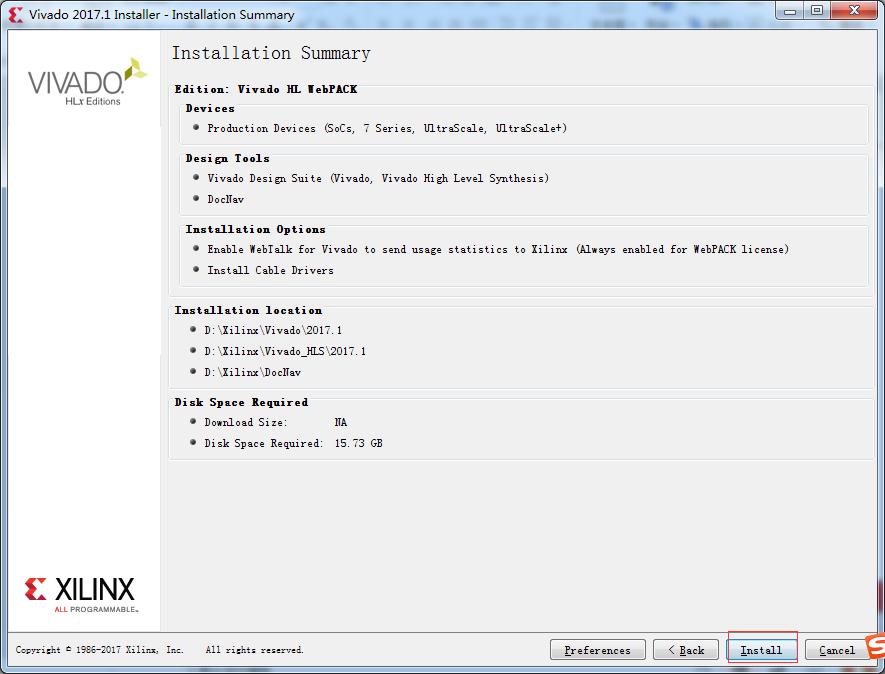 Vivado 2017.1 Installer - Installation Summary
VIVADO.
HLx Editions
Installation Summary
Edition: Vivado HL WebPACK
Devices
Production Devices (SoCs, 7 Series, UltraScale, UltraScale+)
Design Tools
Vivado Design Suite (Vivado, Vivado High Level Synthesis)
DocNav
Installation Options
Enable WebTalk for Vivado to send usage statistics to Xilinx (Always enabled for WebPACK license)
Install Cable Drivers
Installation location
D:\Xilinx\Vivado\2017.1
D:\Xilinx\Vivado_HLS\2017.1
D:\Xilinx\DocNav
Disk Space Required
Download Size: NA
Disk Space Required: 15.73 GB
XILINX
ALL PROGRAMMABLE™
Copyright © 1986-2017 Xilinx, Inc. All rights reserved.
Preferences < Back Install Cancel